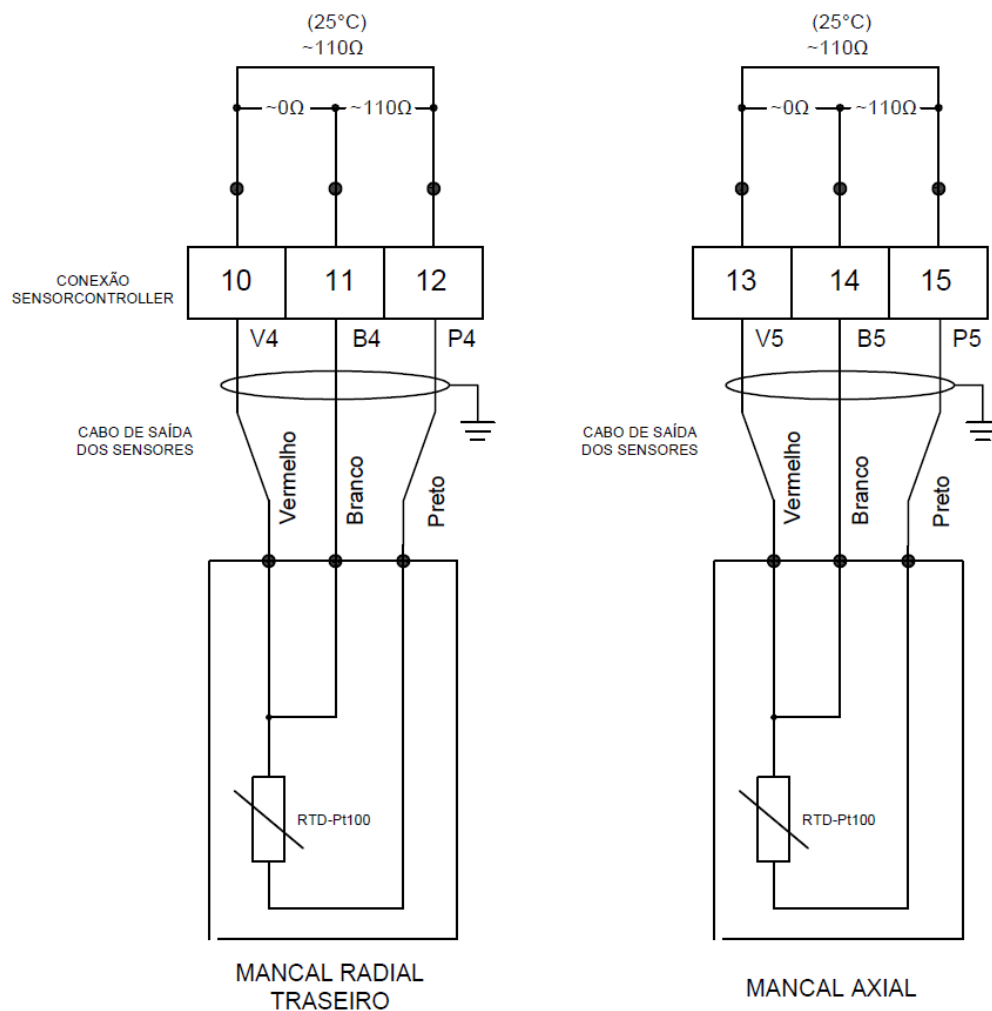 (25°C)
~110Ω
~0Ω
~110Ω
CONEXÃO
SENSORCONTROLLER
10
11
12
V4
B4
P4
CABO DE SAÍDA
DOS SENSORES
Vermelho
Branco
Preto
RTD-Pt100
MANCAL RADIAL
TRASEIRO
(25°C)
~110Ω
~0Ω
~110Ω
13
14
15
V5
B5
P5
CABO DE SAÍDA
DOS SENSORES
Vermelho
Branco
Preto
RTD-Pt100
MANCAL AXIAL